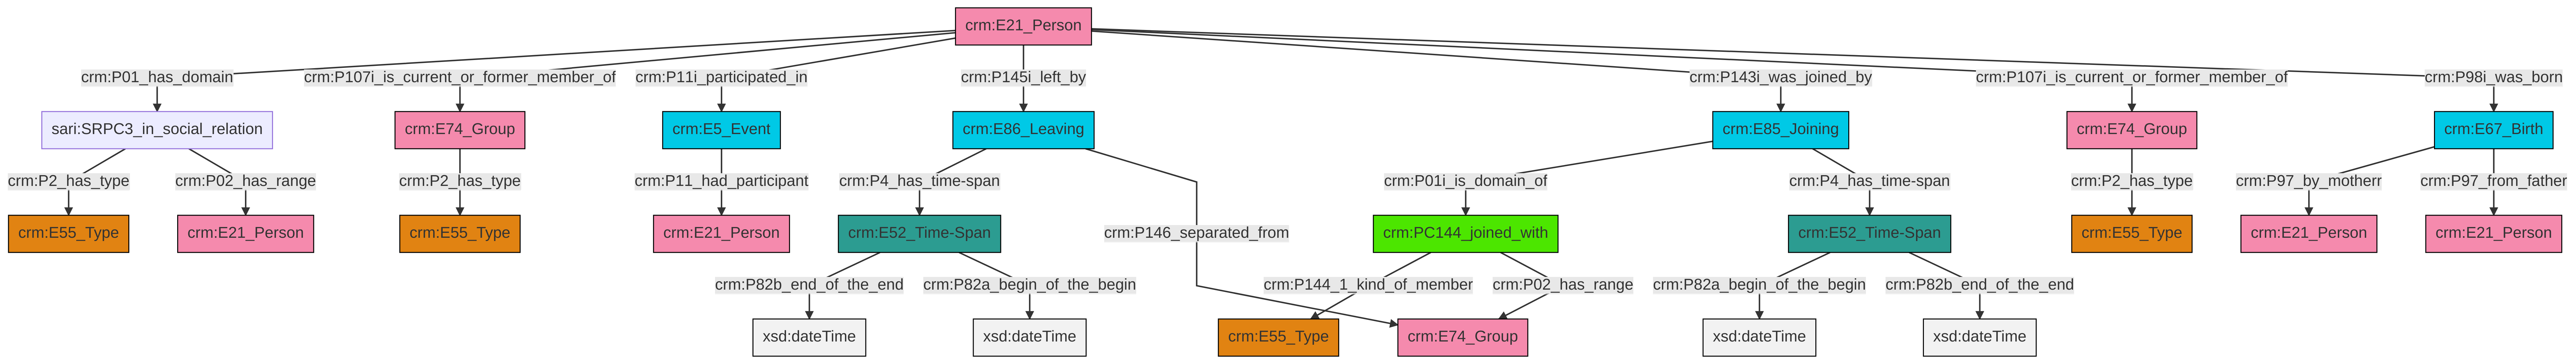 crm:E21_Person
crm:P01_has_domain
crm:P107i_is_current_or_former_member_of
crm:P11i_participated_in
crm:P145i_left_by
crm:P143i_was_joined_by
crm:P107i_is_current_or_former_member_of
crm:P98i_was_born
sari:SRPC3_in_social_relation
crm:E74_Group
crm:E5_Event
crm:E86_Leaving
crm:E85_Joining
crm:E74_Group
crm:E67_Birth
crm:P2_has_type
crm:P02_has_range
crm:P2_has_type
crm:P11_had_participant
crm:P4_has_time-span
crm:P01i_is_domain_of
crm:P4_has_time-span
crm:P2_has_type
crm:P97_by_motherr
crm:P97_from_father
crm:E55_Type
crm:E21_Person
crm:E55_Type
crm:E21_Person
crm:E52_Time-Span
crm:P146_separated_from
crm:PC144_joined_with
crm:E52_Time-Span
crm:E55_Type
crm:E21_Person
crm:E21_Person
crm:P82b_end_of_the_end
crm:P82a_begin_of_the_begin
crm:P144_1_kind_of_member
crm:P02_has_range
crm:P82a_begin_of_the_begin
crm:P82b_end_of_the_end
xsd:dateTime
xsd:dateTime
crm:E55_Type
crm:E74_Group
xsd:dateTime
xsd:dateTime